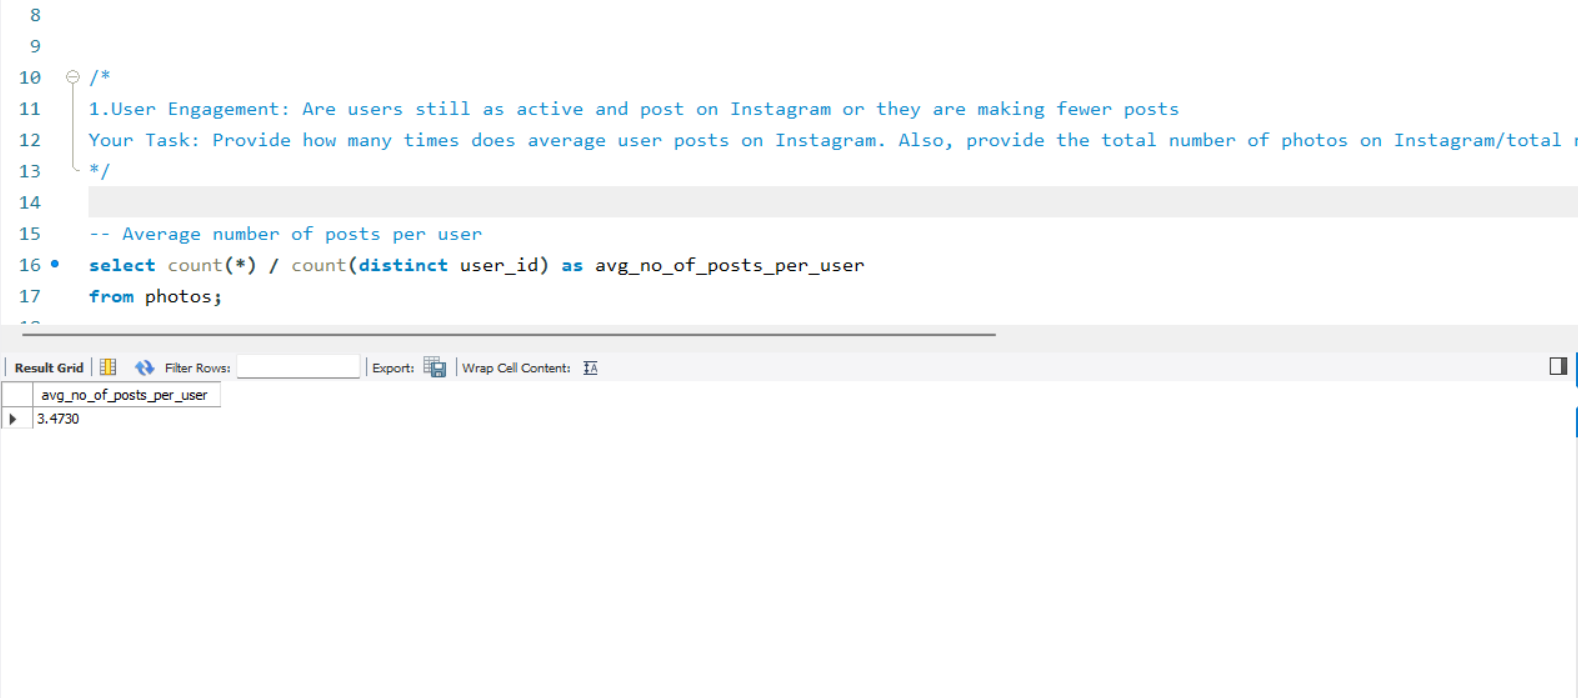 8
9
10 /*
11 1.User Engagement: Are users still as active and post on Instagram or they are making fewer posts
12 Your Task: Provide how many times does average user posts on Instagram. Also, provide the total number of photos on Instagram/total
13 */
14
15 -- Average number of posts per user
16 select count(*) / count(distinct user_id) as avg_no_of_posts_per_user
17 from photos;
Result Grid Filter Rows: Export: Wrap Cell Content: IA
avg_no_of_posts_per_user
3.4730